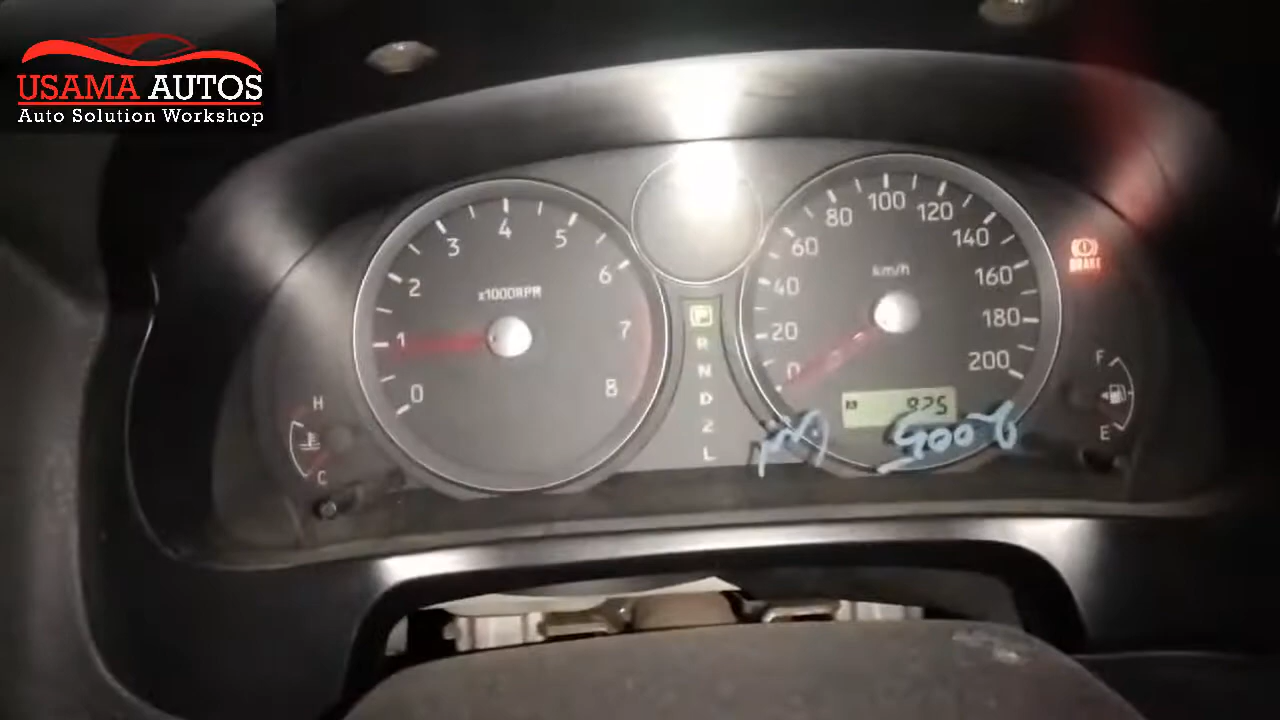 USAMA AUTOS
Auto Solution Workshop
0 1 2 3 4 5 6 7 8
x1000RPM
H
C
P
R
N
D
2
L
0 20 40 60 80 100 120 140 160 180 200
km/h
825
BRAKE
F
E